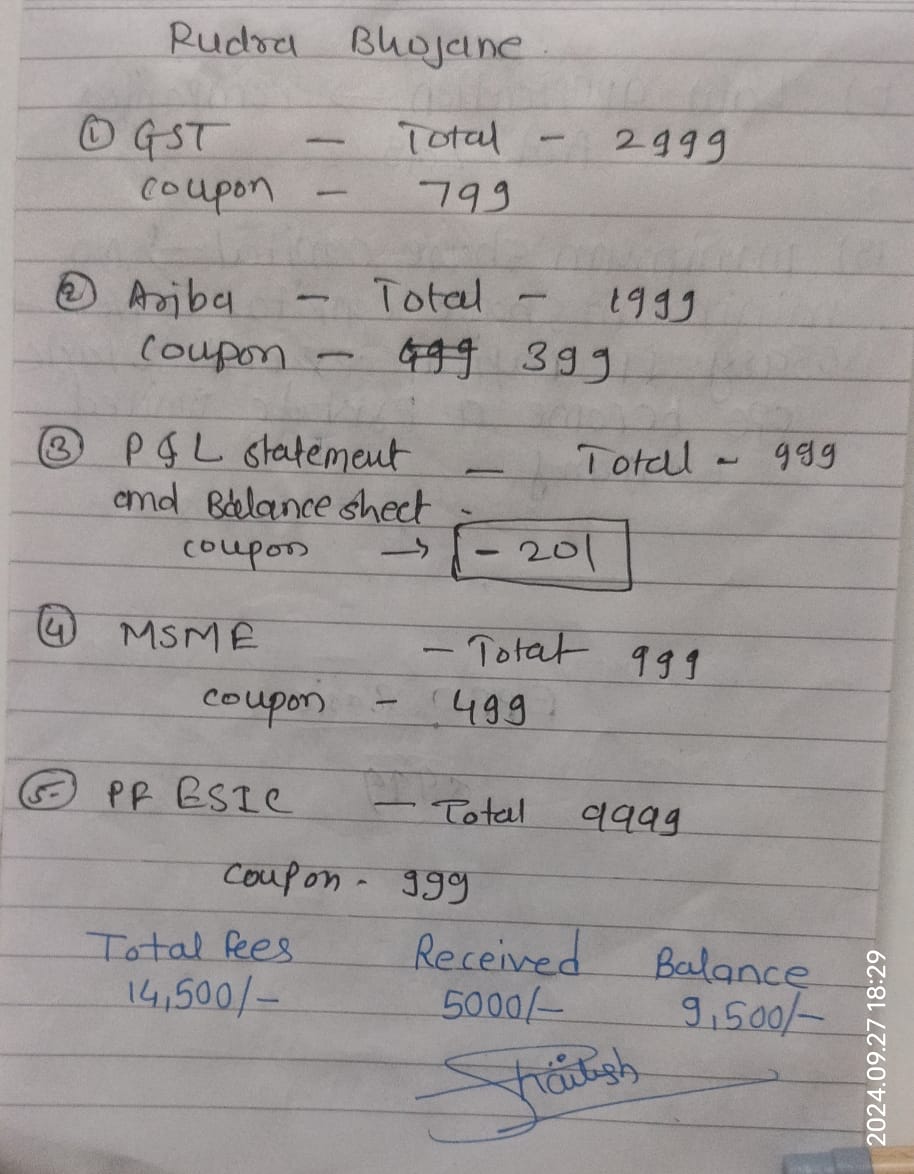 Rudra Bhojane
① GST - Total - 2999
coupon - 799
② Ariba - Total - 1999
coupon - 499 399
③ P & L statement - Total - 999
and Balance sheet -
coupon → - 201
④ MSME - Total 999
coupon - 499
⑤ PF ESIC - Total 9999
coupon - 999
Total fees Received Balance
14,500/- 5000/- 9,500/-
2024.09.27 18:29